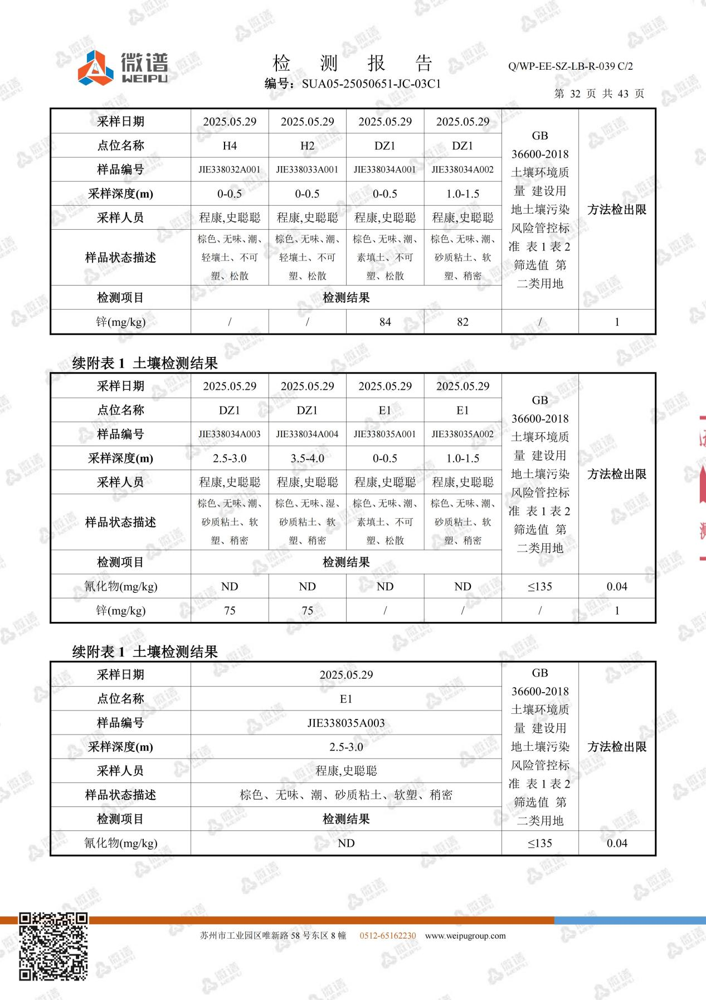 微谱
WEIPU
检 测 报 告
编号：SUA05-25050651-JC-03C1
Q/WP-EE-SZ-LB-R-039 C/2
第 32 页 共 43 页
采样日期 2025.05.29 2025.05.29 2025.05.29 2025.05.29
点位名称 H4 H2 DZ1 DZ1
样品编号 JIE338032A001 JIE338033A001 JIE338034A001 JIE338034A002
采样深度(m) 0-0.5 0-0.5 0-0.5 1.0-1.5
采样人员 程康,史聪聪 程康,史聪聪 程康,史聪聪 程康,史聪聪
样品状态描述 棕色、无味、潮、轻壤土、不可塑、松散 棕色、无味、潮、轻壤土、不可塑、松散 棕色、无味、潮、素填土、不可塑、松散 棕色、无味、潮、砂质粘土、软塑、稍密
检测项目 检测结果
GB
36600-2018
土壤环境质
量 建设用
地土壤污染
风险管控标
准 表 1 表 2
筛选值 第
二类用地
方法检出限
锌(mg/kg) / / 84 82 / 1
续附表 1 土壤检测结果
采样日期 2025.05.29 2025.05.29 2025.05.29 2025.05.29
点位名称 DZ1 DZ1 E1 E1
样品编号 JIE338034A003 JIE338034A004 JIE338035A001 JIE338035A002
采样深度(m) 2.5-3.0 3.5-4.0 0-0.5 1.0-1.5
采样人员 程康,史聪聪 程康,史聪聪 程康,史聪聪 程康,史聪聪
样品状态描述 棕色、无味、潮、砂质粘土、软塑、稍密 棕色、无味、湿、砂质粘土、软塑、稍密 棕色、无味、潮、素填土、不可塑、松散 棕色、无味、潮、砂质粘土、软塑、稍密
检测项目 检测结果
GB
36600-2018
土壤环境质
量 建设用
地土壤污染
风险管控标
准 表 1 表 2
筛选值 第
二类用地
方法检出限
氰化物(mg/kg) ND ND ND ND ≤135 0.04
锌(mg/kg) 75 75 / / / 1
续附表 1 土壤检测结果
采样日期 2025.05.29
点位名称 E1
样品编号 JIE338035A003
采样深度(m) 2.5-3.0
采样人员 程康,史聪聪
样品状态描述 棕色、无味、潮、砂质粘土、软塑、稍密
检测项目 检测结果
GB
36600-2018
土壤环境质
量 建设用
地土壤污染
风险管控标
准 表 1 表 2
筛选值 第
二类用地
方法检出限
氰化物(mg/kg) ND ≤135 0.04
苏州市工业园区唯新路 58 号东区 8 幢 0512-65162230 www.weipugroup.com